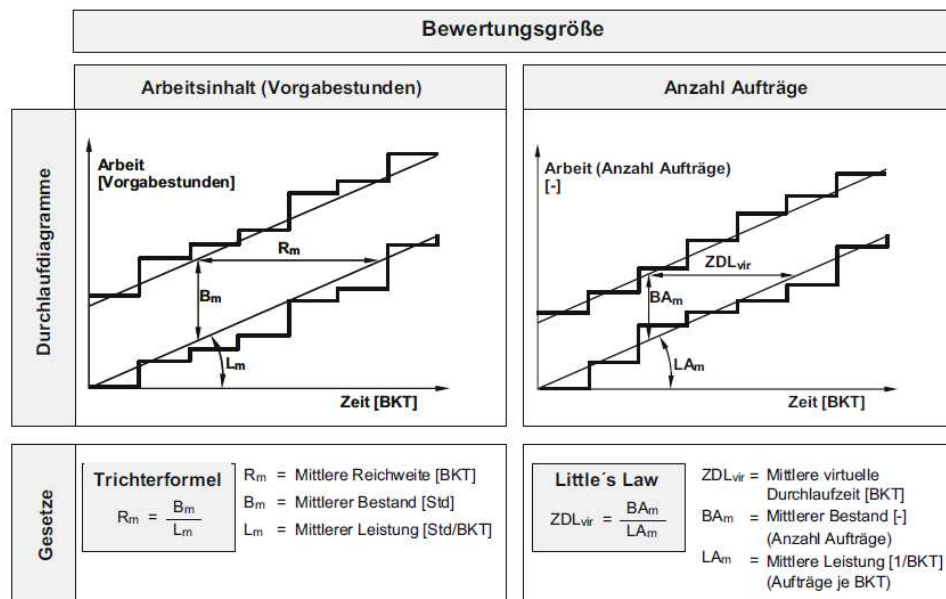 Bewertungsgröße
Arbeitsinhalt (Vorgabestunden)
Anzahl Aufträge
Durchlaufdiagramme
Arbeit
[Vorgabestunden]
Rm
Bm
Lm
Zeit [BKT]
Arbeit (Anzahl Aufträge)
[-]
ZDLvir
BAm
LAm
Zeit [BKT]
Gesetze
Trichterformel
Rm = Bm / Lm
Rm = Mittlere Reichweite [BKT]
Bm = Mittlerer Bestand [Std]
Lm = Mittlerer Leistung [Std/BKT]
Little´s Law
ZDLvir = BAm / LAm
ZDLvir = Mittlere virtuelle
Durchlaufzeit [BKT]
BAm = Mittlerer Bestand [-]
(Anzahl Aufträge)
LAm = Mittlere Leistung [1/BKT]
(Aufträge je BKT)